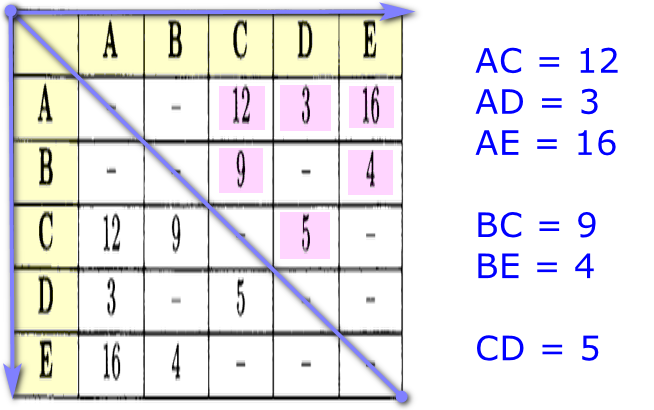 A B C D E
A - - 12 3 16
B - - 9 - 4
C 12 9 - 5 -
D 3 - 5 - -
E 16 4 - - -
AC = 12
AD = 3
AE = 16
BC = 9
BE = 4
CD = 5